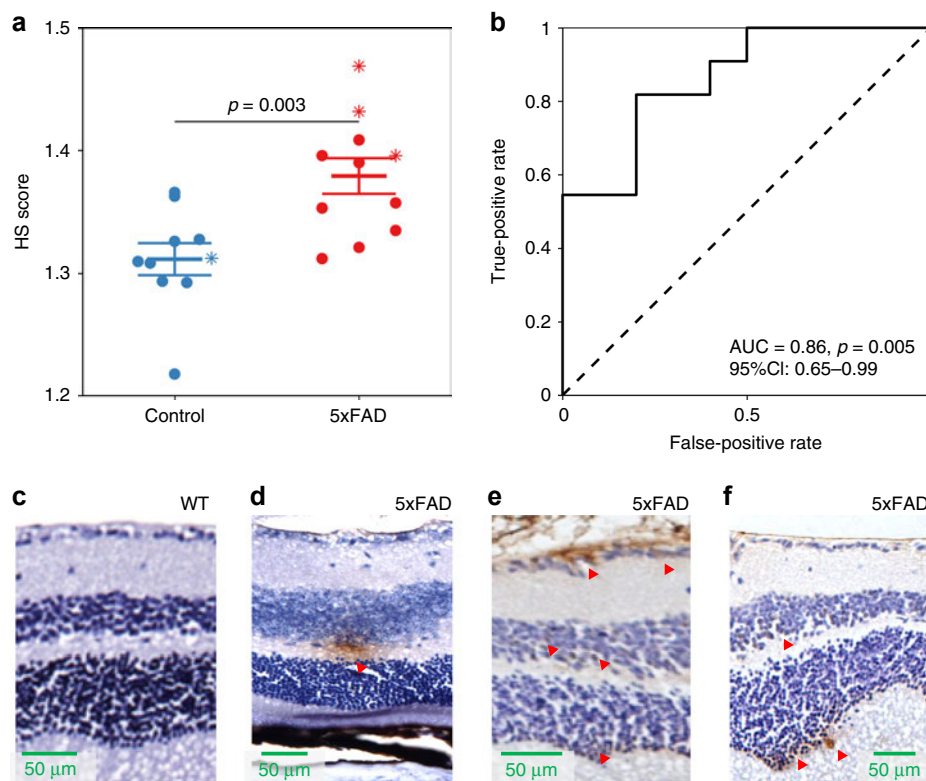 a
1.5
1.4
1.3
1.2
HS score
p = 0.003
Control
5xFAD
b
1
0.8
0.6
0.4
0.2
0
True-positive rate
AUC = 0.86, p = 0.005
95%CI: 0.65–0.99
0
0.5
False-positive rate
c
WT
50 µm
d
5xFAD
50 µm
e
5xFAD
50 µm
f
5xFAD
50 µm